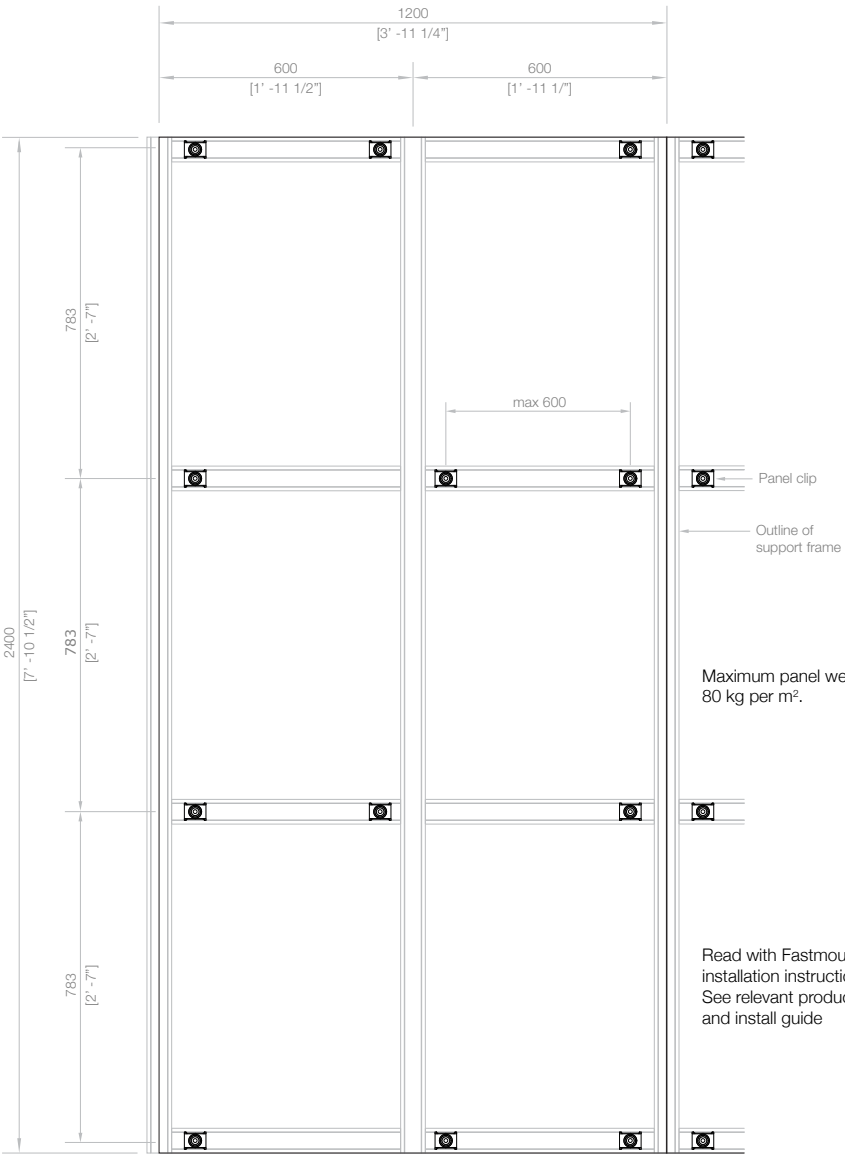 1200
[3' -11 1/4"]
600
[1' -11 1/2"]
600
[1' -11 1/"]
783
[2' -7"]
max 600
Panel clip
Outline of
support frame
2400
[7' -10 1/2"]
783
[2' -7"]
Maximum panel we
80 kg per m².
783
[2' -7"]
Read with Fastmou
installation instructio
See relevant produc
and install guide